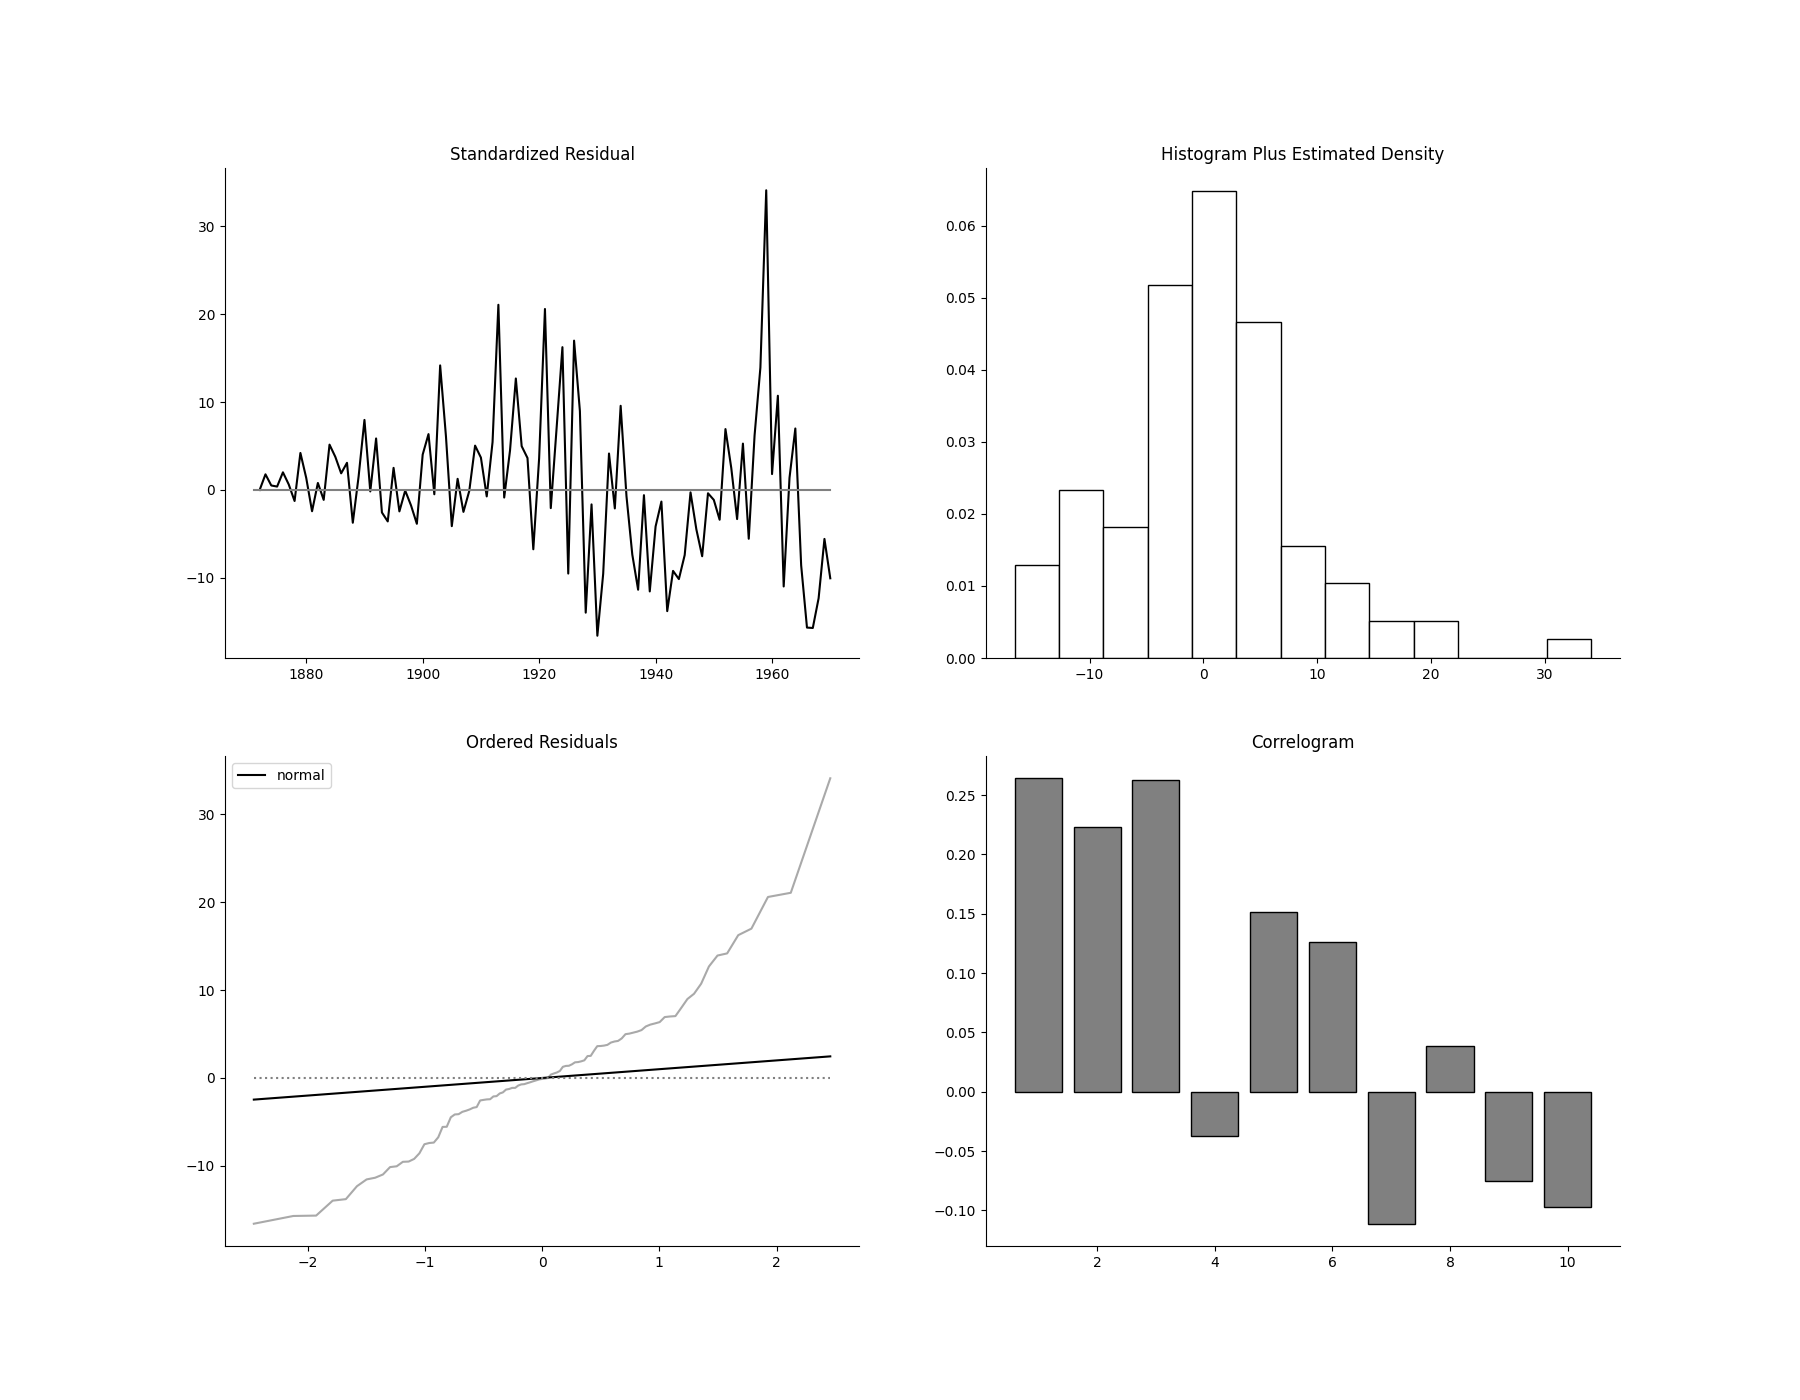 Standardized Residual
30
20
10
0
−10
1880 1900 1920 1940 1960
Histogram Plus Estimated Density
0.06
0.05
0.04
0.03
0.02
0.01
0.00
−10 0 10 20 30
Ordered Residuals
normal
30
20
10
0
−10
−2 −1 0 1 2
Correlogram
0.25
0.20
0.15
0.10
0.05
0.00
−0.05
−0.10
2 4 6 8 10